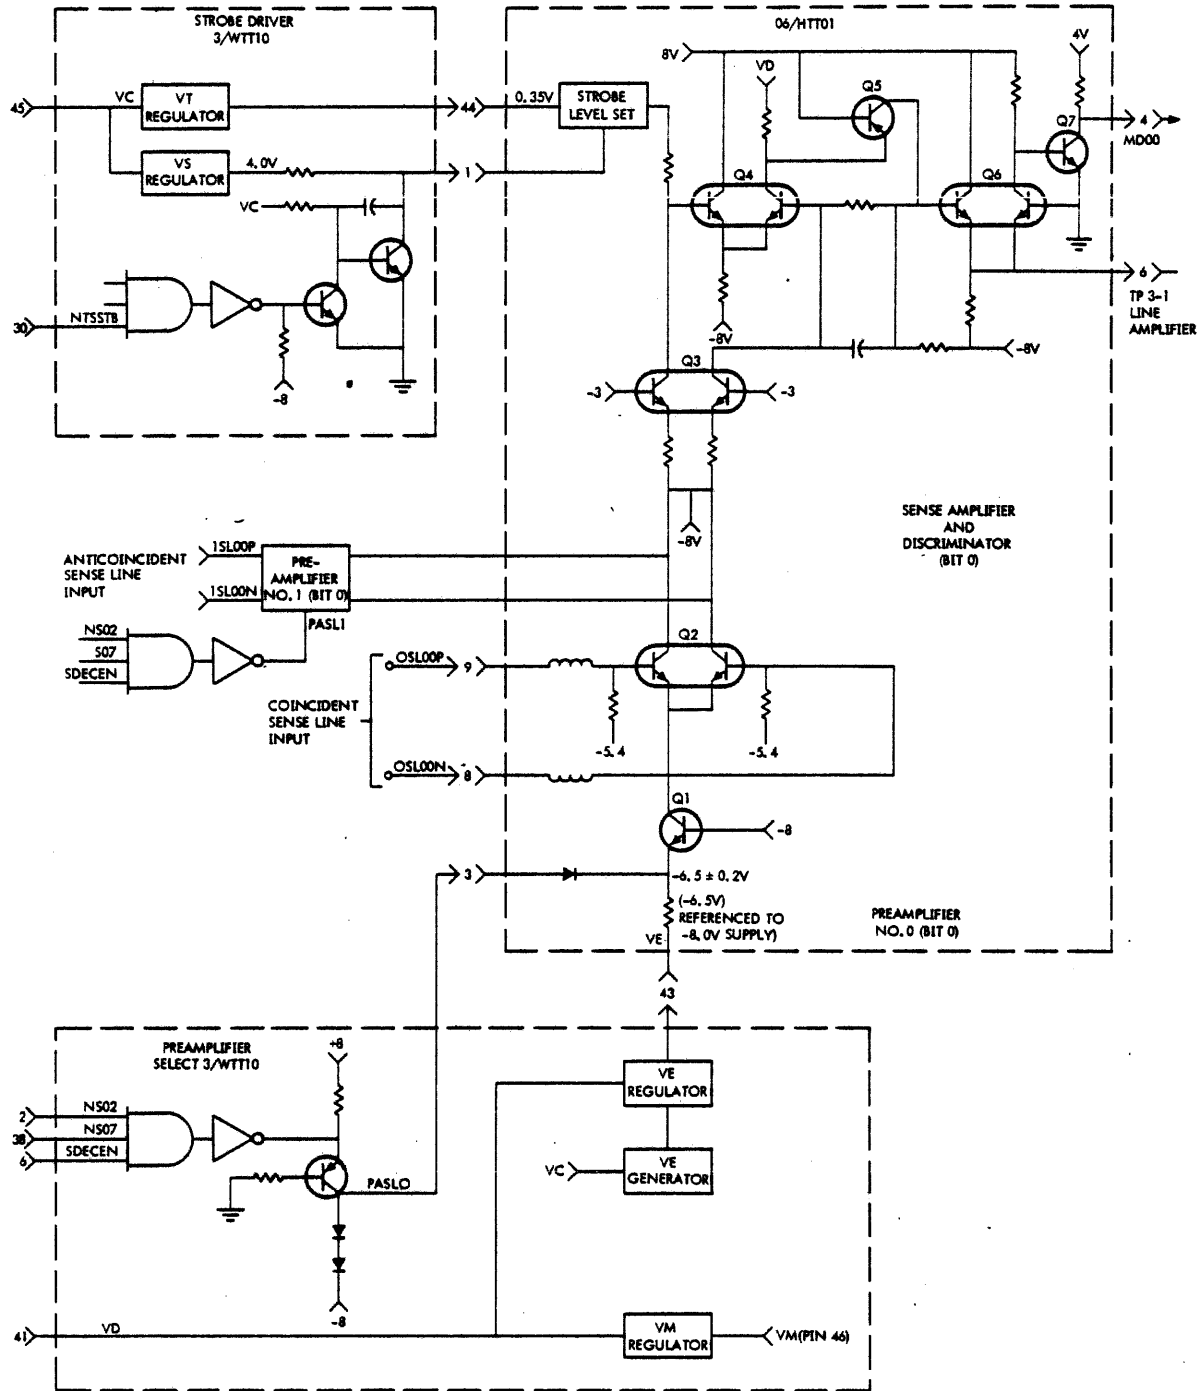 STROBE DRIVER
3/WTT10
45
VC
VT
REGULATOR
44
VS
REGULATOR
4.0V
1
VC
30
NTSSTB
-8
06/HTT01
8V
VD
4V
0.35V
STROBE
LEVEL SET
Q5
Q7
4
MD00
Q4
Q6
6
TP 3-1
LINE
AMPLIFIER
-8V
-8V
Q3
-3
-3
-8V
SENSE AMPLIFIER
AND
DISCRIMINATOR
(BIT 0)
ANTICOINCIDENT
SENSE LINE
INPUT
1SL00P
1SL00N
PRE-
AMPLIFIER
NO. 1 (BIT 0)
PASL1
NS02
S07
SDECEN
Q2
COINCIDENT
SENSE LINE
INPUT
OSL00P
9
-5.4
-5.4
OSL00N
8
Q1
-8
3
-6.5 ± 0.2V
(-6.5V)
REFERENCED TO
-8.0V SUPPLY)
VE
PREAMPLIFIER
NO. 0 (BIT 0)
43
PREAMPLIFIER
SELECT 3/WTT10
+8
2
NS02
38
NS07
6
SDECEN
PASLO
-8
VE
REGULATOR
VC
VE
GENERATOR
41
VD
VM
REGULATOR
VM(PIN 46)